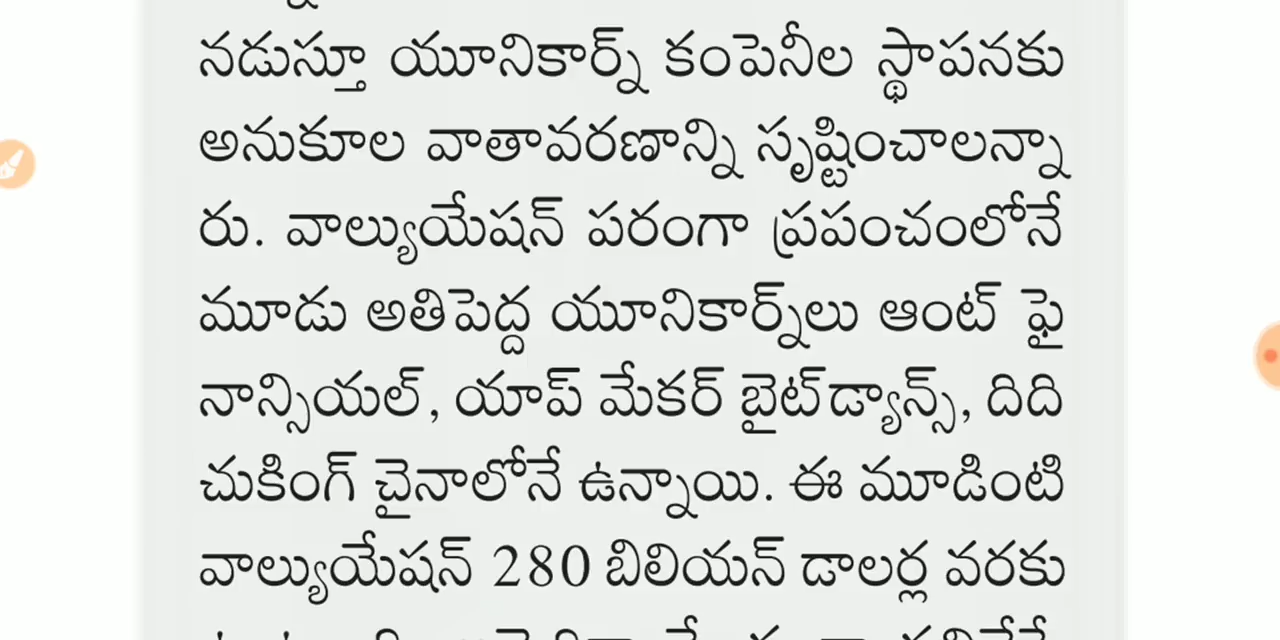 నడుస్తూ యూనికార్న్ కంపెనీల స్థాపనకు
అనుకూల వాతావరణాన్ని సృష్టించాలన్నా
రు. వాల్యుయేషన్ పరంగా ప్రపంచంలోనే
మూడు అతిపెద్ద యూనికార్న్‌లు ఆంట్ ఫై
నాన్సియల్, యాప్ మేకర్ బైట్‌డ్యాన్స్, దిది
చుకింగ్ చైనాలోనే ఉన్నాయి. ఈ మూడింటి
వాల్యుయేషన్ 280 బిలియన్ డాలర్ల వరకు